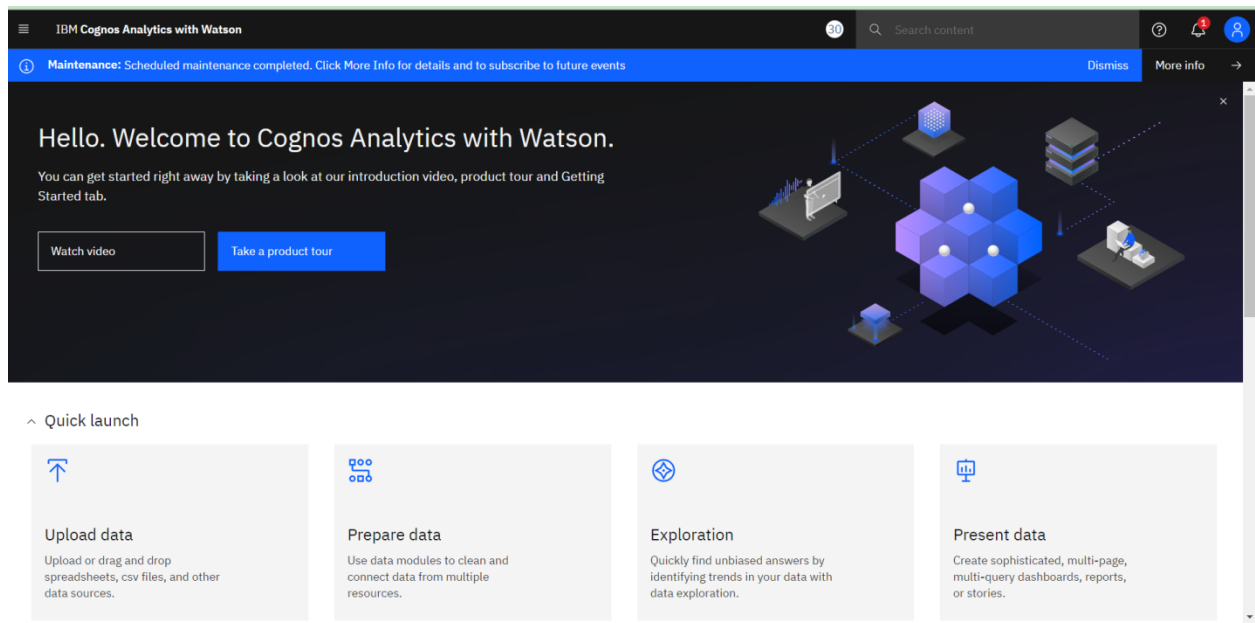 IBM Cognos Analytics with Watson
30
Search content
1
Maintenance: Scheduled maintenance completed. Click More Info for details and to subscribe to future events
Dismiss
More info
Hello. Welcome to Cognos Analytics with Watson.
You can get started right away by taking a look at our introduction video, product tour and Getting
Started tab.
Watch video
Take a product tour
Quick launch
Upload data
Upload or drag and drop
spreadsheets, csv files, and other
data sources.
Prepare data
Use data modules to clean and
connect data from multiple
resources.
Exploration
Quickly find unbiased answers by
identifying trends in your data with
data exploration.
Present data
Create sophisticated, multi-page,
multi-query dashboards, reports,
or stories.